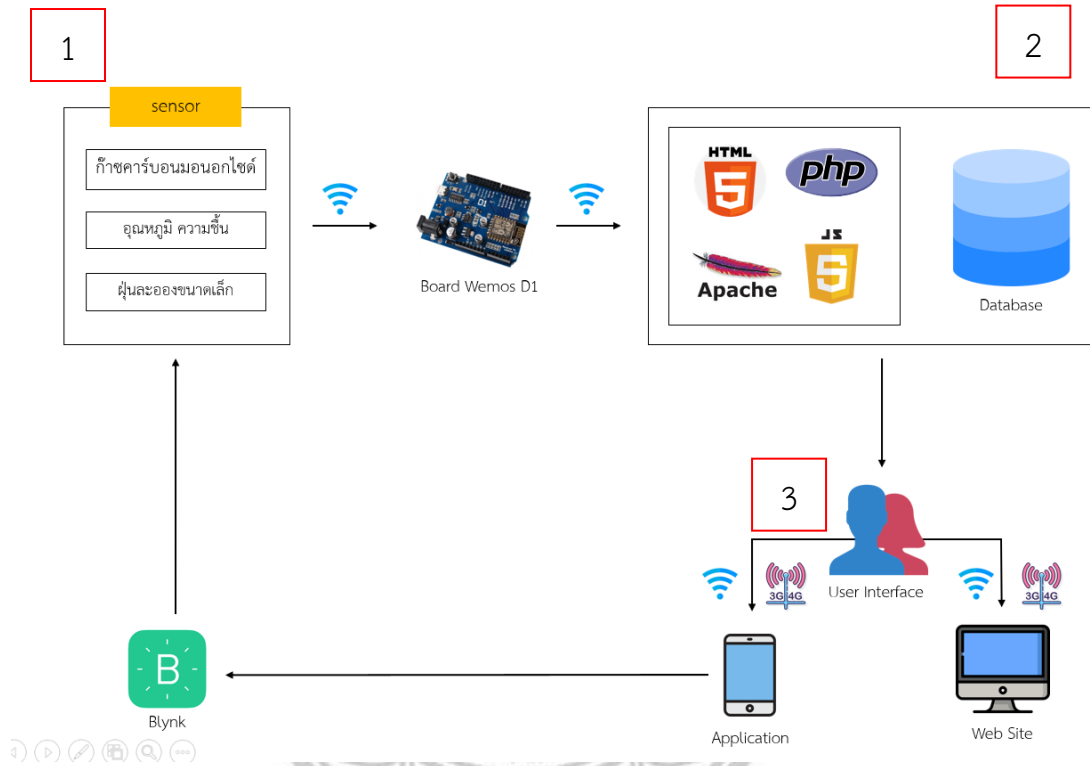 1
2
sensor
ก๊าซคาร์บอนมอนอกไซด์
อุณหภูมิ ความชื้น
ฝุ่นละอองขนาดเล็ก
D1
Board Wemos D1
HTML
5
php
Apache
JS
5
Database
3
User Interface
3G 4G
3G 4G
B
Blynk
Application
Web Site